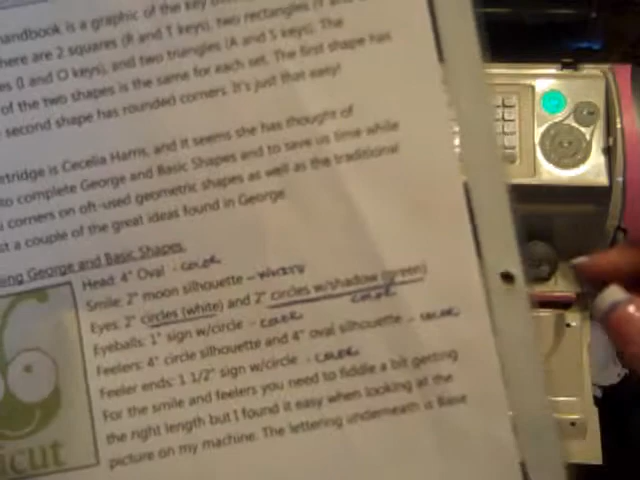 handbook is a graphic of the key
here are 2 squares (R and T keys), two rectangles
(I and O keys), and two triangles (A and S keys). The
of the two shapes is the same for each set. The first shape has
second shape has rounded corners. It's just that easy!
artridge is Cecelia Harris, and it seems she has thought of
to complete George and Basic Shapes and to save us time while
corners on oft-used geometric shapes as well as the traditional
st a couple of the great ideas found in George
ing George and Basic Shapes
Head: 4" Oval - COLOR
Smile: 2" moon silhouette - WHITE
Eyes: 2" circles (white) and 2" circles w/shadow (green)
COLOR
Eyeballs: 1" sign w/circle - COLOR
Feelers: 4" circle silhouette and 4" oval silhouette - COLOR
Feeler ends: 1 1/2" sign w/circle - COLOR
For the smile and feelers you need to fiddle a bit getting
the right length but I found it easy when looking at the
picture on my machine. The lettering underneath is Base
icut